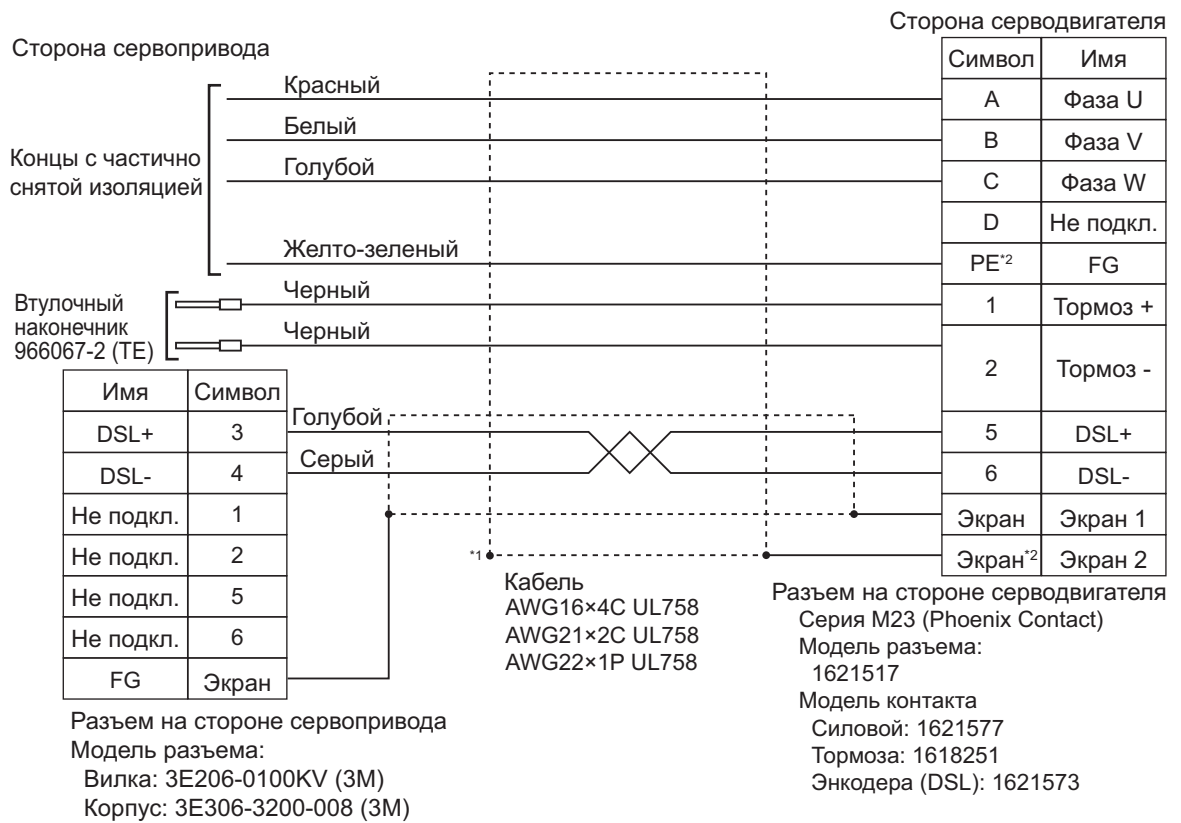 Сторона серводвигателя
Сторона сервопривода
Символ Имя
Красный
A Фаза U
Белый
B Фаза V
Концы с частично
снятой изоляцией
Голубой
C Фаза W
D Не подкл.
Желто-зеленый
PE*2 FG
Черный
1 Тормоз +
Втулочный
наконечник
966067-2 (TE)
Черный
2 Тормоз -
Имя Символ
Голубой
DSL+ 3
5 DSL+
Серый
DSL- 4
6 DSL-
Не подкл. 1
Экран Экран 1
Не подкл. 2
*1
Экран*2 Экран 2
Не подкл. 5
Не подкл. 6
FG Экран
Кабель
AWG16×4C UL758
AWG21×2C UL758
AWG22×1P UL758
Разъем на стороне серводвигателя
Серия M23 (Phoenix Contact)
Модель разъема:
1621517
Модель контакта
Силовой: 1621577
Тормоза: 1618251
Энкодера (DSL): 1621573
Разъем на стороне сервопривода
Модель разъема:
Вилка: 3E206-0100KV (3M)
Корпус: 3E306-3200-008 (3M)